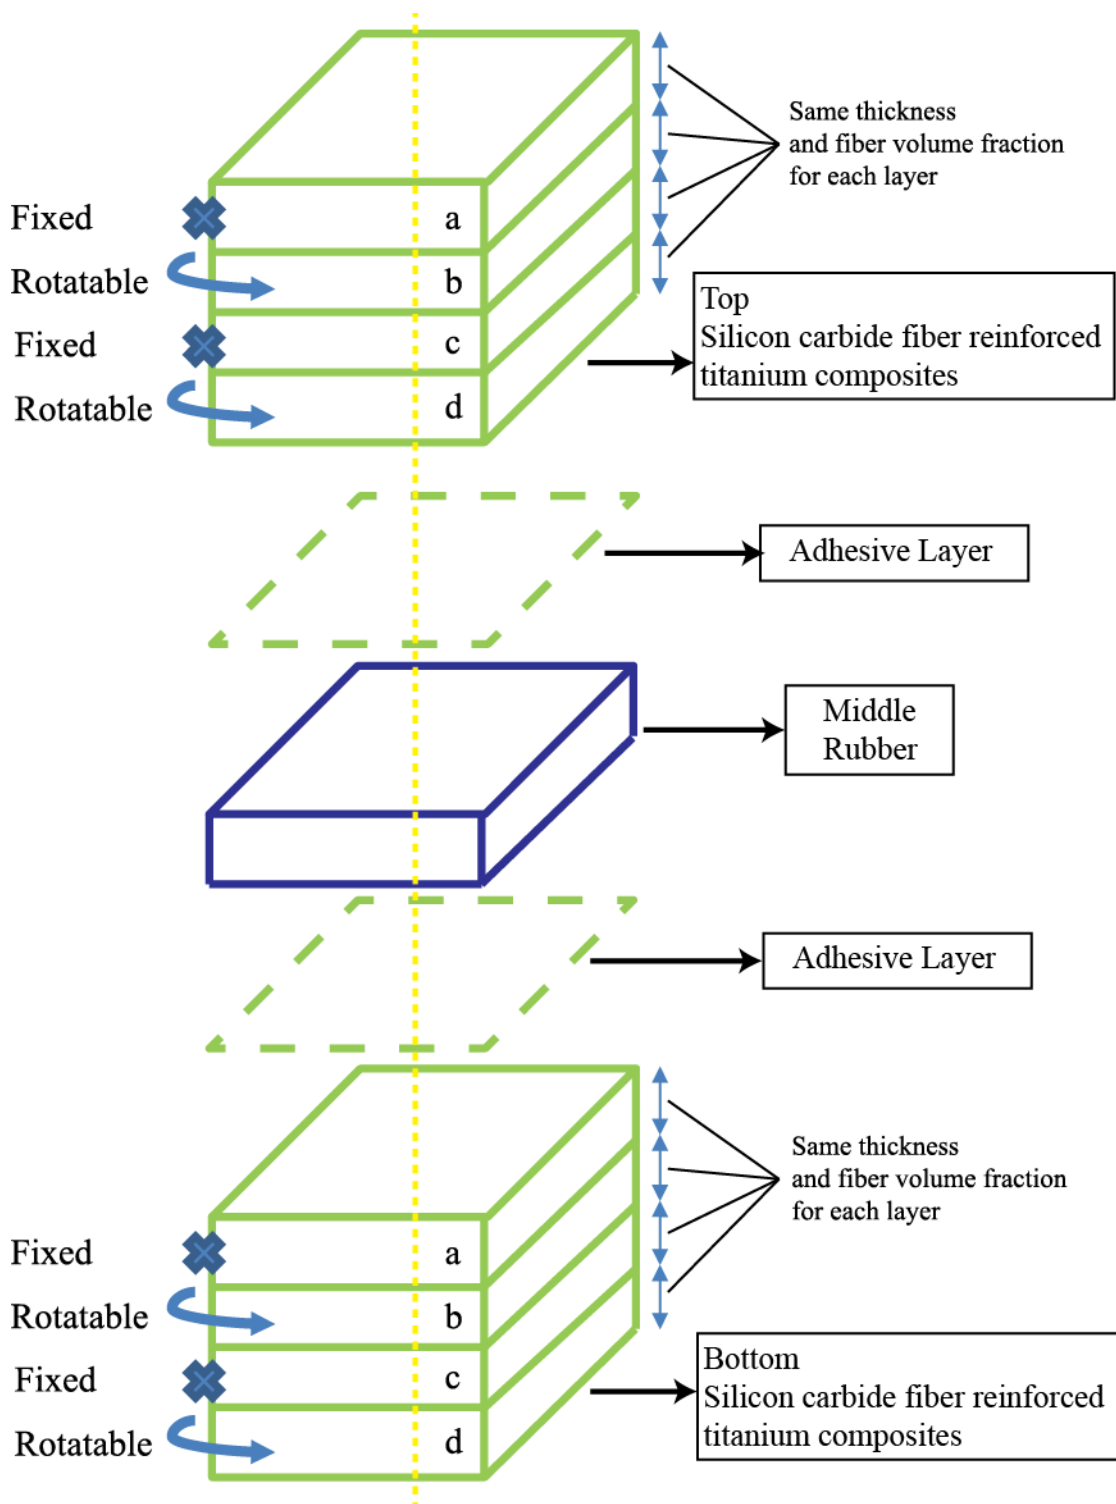 Same thickness
and fiber volume fraction
for each layer
Fixed
a
Rotatable
b
Fixed
c
Rotatable
d
Top
Silicon carbide fiber reinforced
titanium composites
Adhesive Layer
Middle
Rubber
Adhesive Layer
Same thickness
and fiber volume fraction
for each layer
Fixed
a
Rotatable
b
Fixed
c
Rotatable
d
Bottom
Silicon carbide fiber reinforced
titanium composites